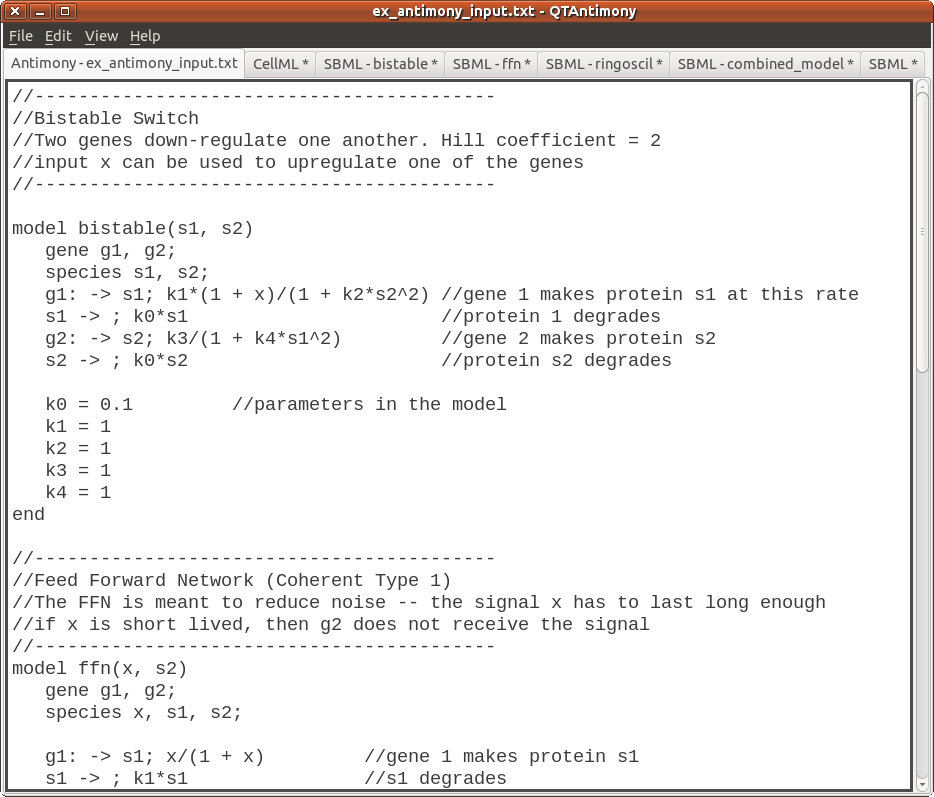 ex_antimony_input.txt - QTAntimony
File Edit View Help
Antimony - ex_antimony_input.txt CellML * SBML - bistable * SBML - ffn * SBML - ringoscil * SBML - combined_model * SBML *
//------------------------------------------
//Bistable Switch
//Two genes down-regulate one another. Hill coefficient = 2
//input x can be used to upregulate one of the genes
//------------------------------------------
model bistable(s1, s2)
   gene g1, g2;
   species s1, s2;
   g1: -> s1; k1*(1 + x)/(1 + k2*s2^2) //gene 1 makes protein s1 at this rate
   s1 -> ; k0*s1                       //protein 1 degrades
   g2: -> s2; k3/(1 + k4*s1^2)         //gene 2 makes protein s2
   s2 -> ; k0*s2                       //protein s2 degrades
   k0 = 0.1         //parameters in the model
   k1 = 1
   k2 = 1
   k3 = 1
   k4 = 1
end
//------------------------------------------
//Feed Forward Network (Coherent Type 1)
//The FFN is meant to reduce noise -- the signal x has to last long enough
//if x is short lived, then g2 does not receive the signal
//------------------------------------------
model ffn(x, s2)
   gene g1, g2;
   species x, s1, s2;
   g1: -> s1; x/(1 + x)         //gene 1 makes protein s1
   s1 -> ; k1*s1                //s1 degrades